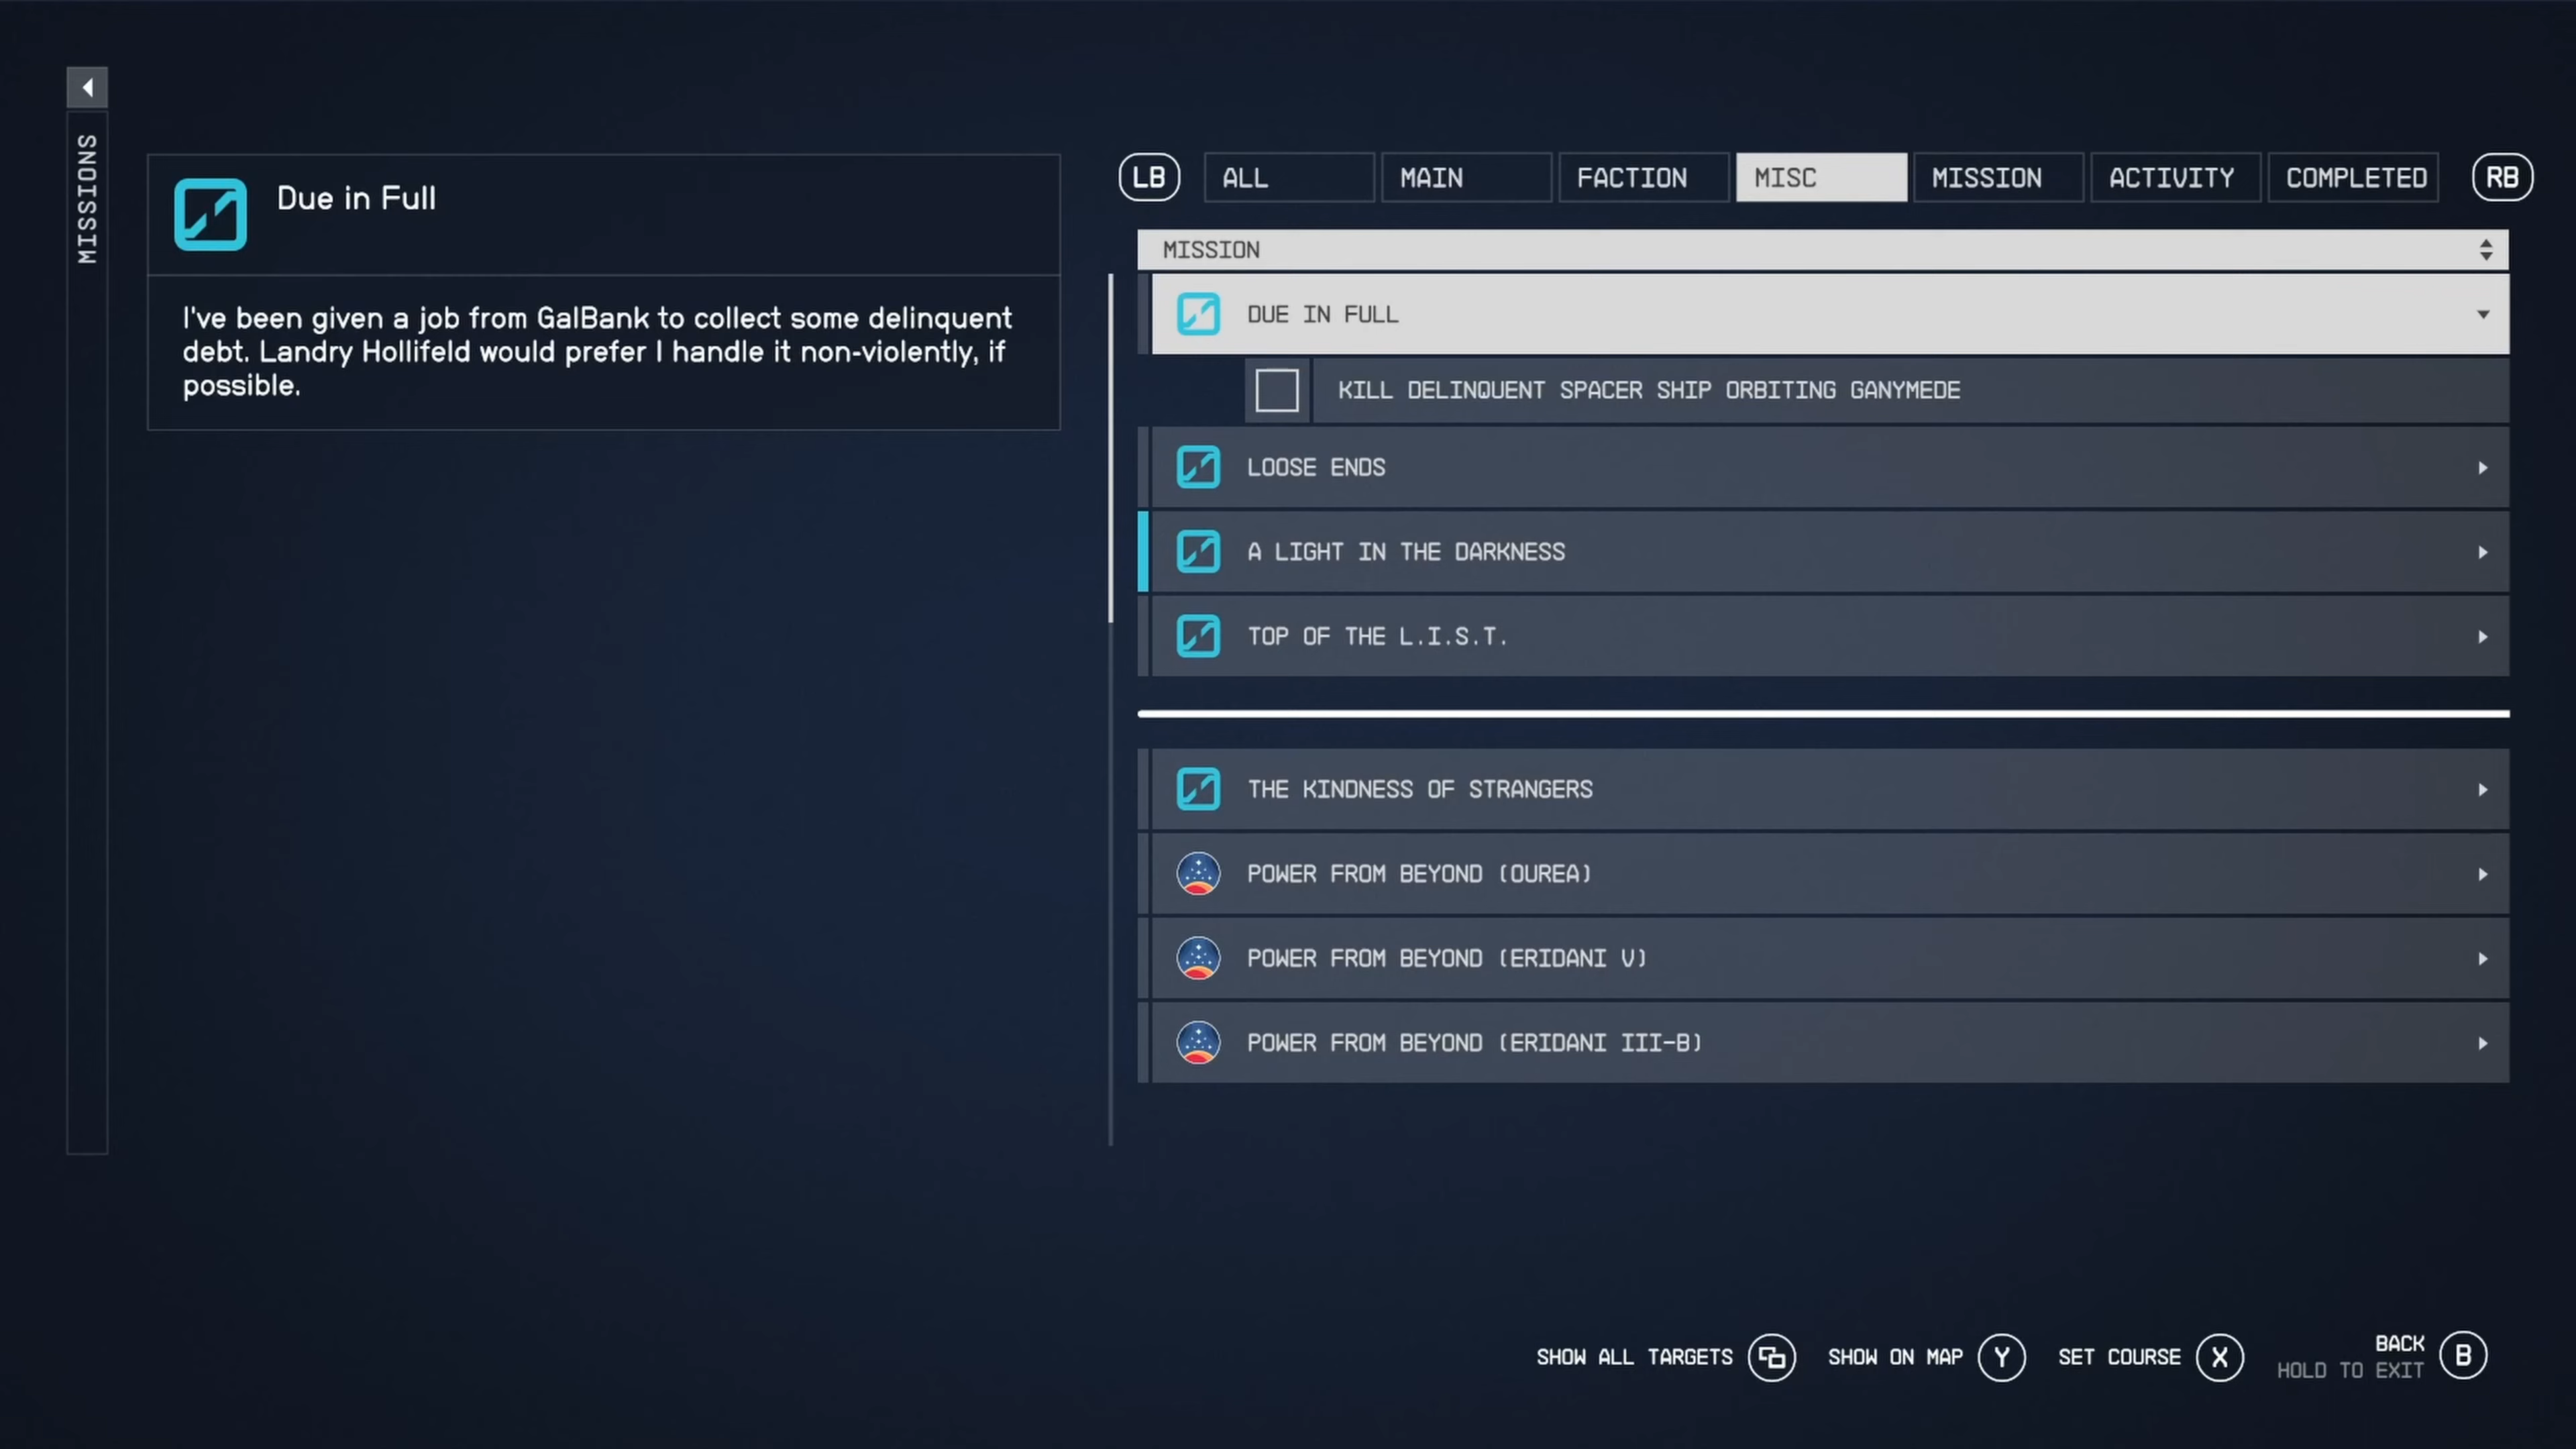 MISSIONS
Due in Full
I've been given a job from GalBank to collect some delinquent
debt. Landry Hollifeld would prefer I handle it non-violently, if
possible.
LB ALL MAIN FACTION MISC MISSION ACTIVITY COMPLETED RB
MISSION
DUE IN FULL
KILL DELINQUENT SPACER SHIP ORBITING GANYMEDE
LOOSE ENDS
A LIGHT IN THE DARKNESS
TOP OF THE L.I.S.T.
THE KINDNESS OF STRANGERS
POWER FROM BEYOND (OUREA)
POWER FROM BEYOND (ERIDANI V)
POWER FROM BEYOND (ERIDANI III-B)
SHOW ALL TARGETS SHOW ON MAP Y SET COURSE X BACK B
HOLD TO EXIT